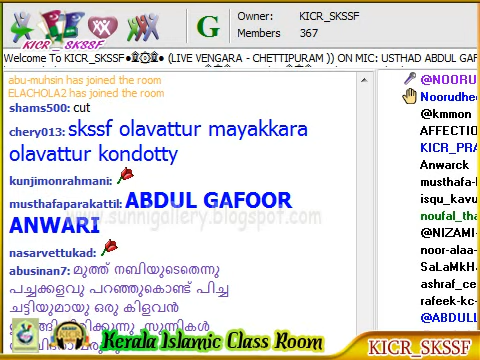 KICR_SKSSF
G
Owner: KICR_SKSSF
Members 367
Welcome To KICR_SKSSF●۩۞۩● (LIVE VENGARA - CHETTIPURAM )) ON MIC: USTHAD ABDUL GAF
abu-muhsin has joined the room
ELACHOLA2 has joined the room
shams500: cut
chery013: skssf olavattur mayakkara
olavattur kondotty
kunjimonrahmani:
musthafaparakattil: ABDUL GAFOOR
ANWARI
www.sunnigallery.blogspot.com
nasarvettukad:
abusinan7: മുത്ത് നബിയുടെതെന്നു
പച്ചക്കളവു പറഞ്ഞുകൊണ്ട് പിച്ച
ചട്ടിയുമായു ഒരു കിളവൻ
സുന്നികൾ
@NOORU
Noorudhee
@kmmon
AFFECTION
KICR_PRA
Anwarck
musthafa-
isqu_kavu
noufal_tha
@NIZAMI-
noor-alaa-
SaLaMkH
ashraf_ce
rafeek-kc-
@ABDULL
Kerala Islamic Class Room
KICR_SKSSF